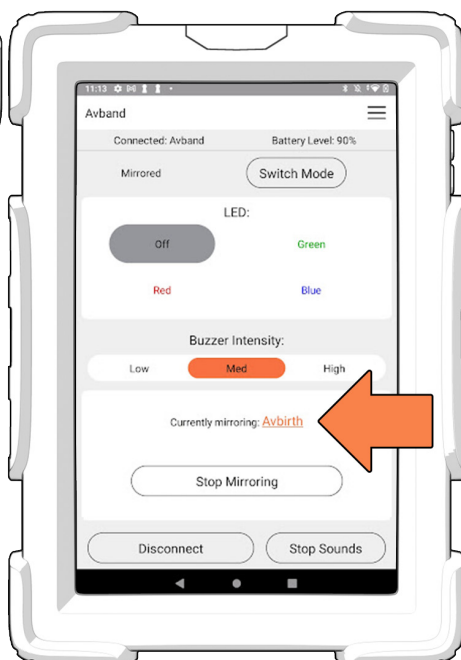 11:13
Avband
Connected: Avband Battery Level: 90%
Mirrored Switch Mode
LED:
Off Green
Red Blue
Buzzer Intensity:
Low Med High
Currently mirroring: Avbirth
Stop Mirroring
Disconnect Stop Sounds